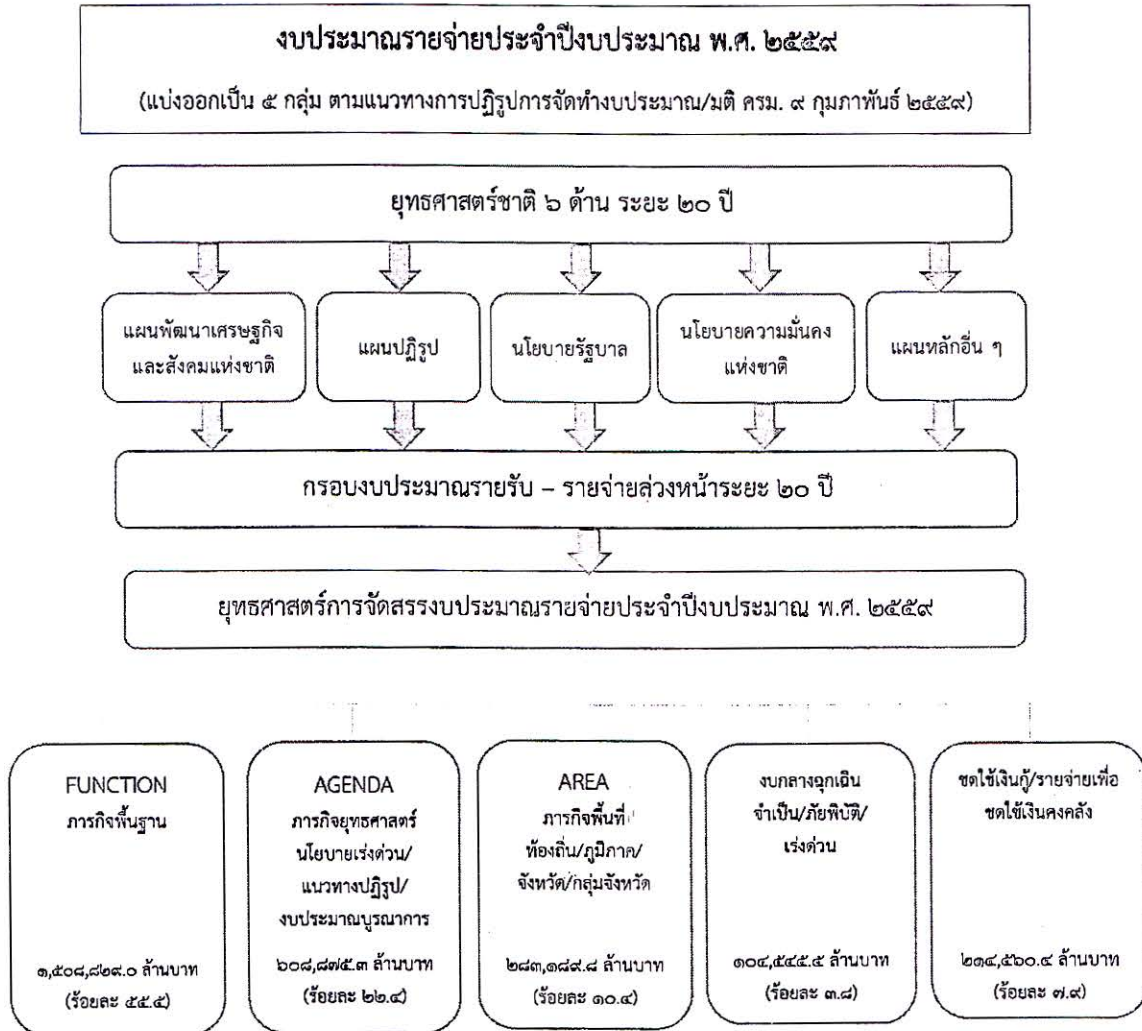 งบประมาณรายจ่ายประจำปีงบประมาณ พ.ศ. ๒๕๕๙
(แบ่งออกเป็น ๕ กลุ่ม ตามแนวทางการปฏิรูปการจัดทำงบประมาณ/มติ ครม. ๙ กุมภาพันธ์ ๒๕๕๙)
ยุทธศาสตร์ชาติ ๖ ด้าน ระยะ ๒๐ ปี
แผนพัฒนาเศรษฐกิจ
และสังคมแห่งชาติ
แผนปฏิรูป
นโยบายรัฐบาล
นโยบายความมั่นคง
แห่งชาติ
แผนหลักอื่น ๆ
กรอบงบประมาณรายรับ – รายจ่ายล่วงหน้าระยะ ๒๐ ปี
ยุทธศาสตร์การจัดสรรงบประมาณรายจ่ายประจำปีงบประมาณ พ.ศ. ๒๕๕๙
FUNCTION
ภารกิจพื้นฐาน
๑,๕๐๘,๘๒๙.๐ ล้านบาท
(ร้อยละ ๕๕.๕)
AGENDA
ภารกิจยุทธศาสตร์
นโยบายเร่งด่วน/
แนวทางปฏิรูป/
งบประมาณบูรณาการ
๖๐๘,๘๗๕.๓ ล้านบาท
(ร้อยละ ๒๒.๔)
AREA
ภารกิจพื้นที่
ท้องถิ่น/ภูมิภาค/
จังหวัด/กลุ่มจังหวัด
๒๘๓,๑๘๙.๘ ล้านบาท
(ร้อยละ ๑๐.๔)
งบกลางฉุกเฉิน
จำเป็น/ภัยพิบัติ/
เร่งด่วน
๑๐๔,๕๔๕.๕ ล้านบาท
(ร้อยละ ๓.๘)
ชดใช้เงินกู้/รายจ่ายเพื่อ
ชดใช้เงินคงคลัง
๒๑๔,๕๖๐.๔ ล้านบาท
(ร้อยละ ๗.๙)